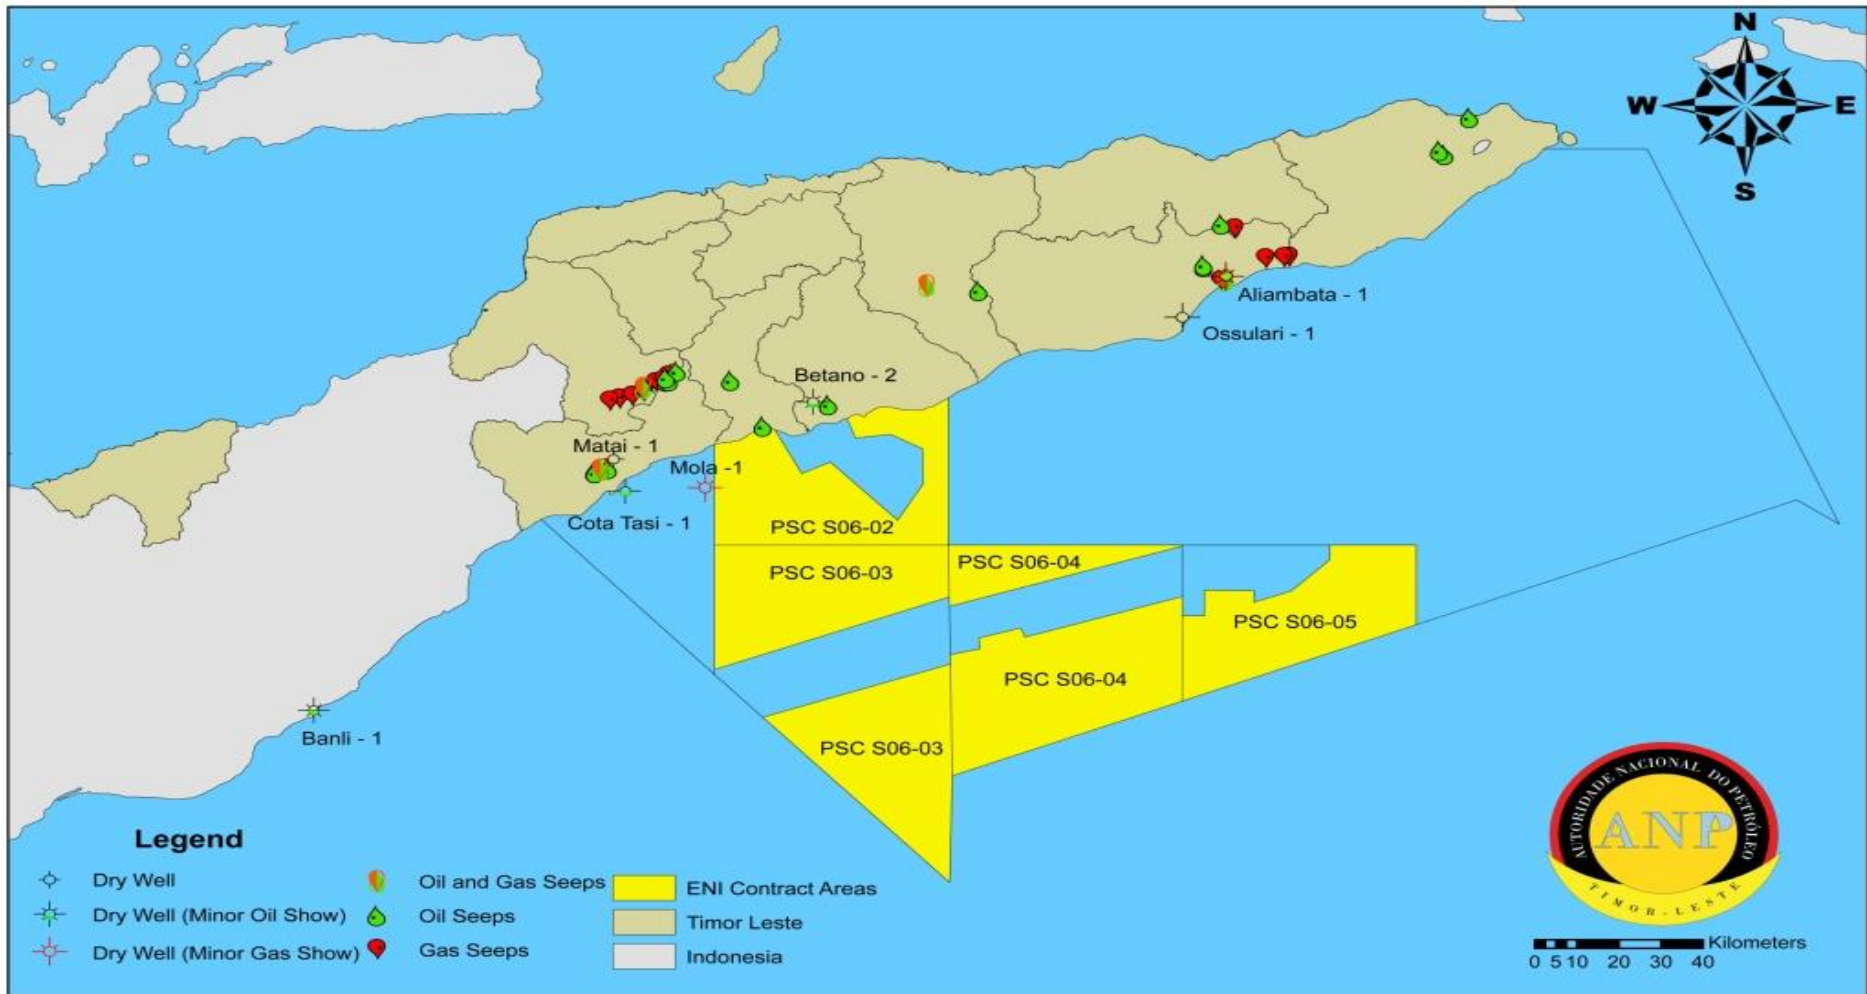 N
W E
S
Aliambata - 1
Ossulari - 1
Betano - 2
Matai - 1
Mola -1
Cota Tasi - 1
PSC S06-02
PSC S06-03
PSC S06-04
PSC S06-05
PSC S06-04
PSC S06-03
Banli - 1
Legend
Dry Well
Dry Well (Minor Oil Show)
Dry Well (Minor Gas Show)
Oil and Gas Seeps
Oil Seeps
Gas Seeps
ENI Contract Areas
Timor Leste
Indonesia
AUTORIDADE NACIONAL DO PETRÓLEO
ANP
TIMOR-LESTE
Kilometers
0 5 10 20 30 40